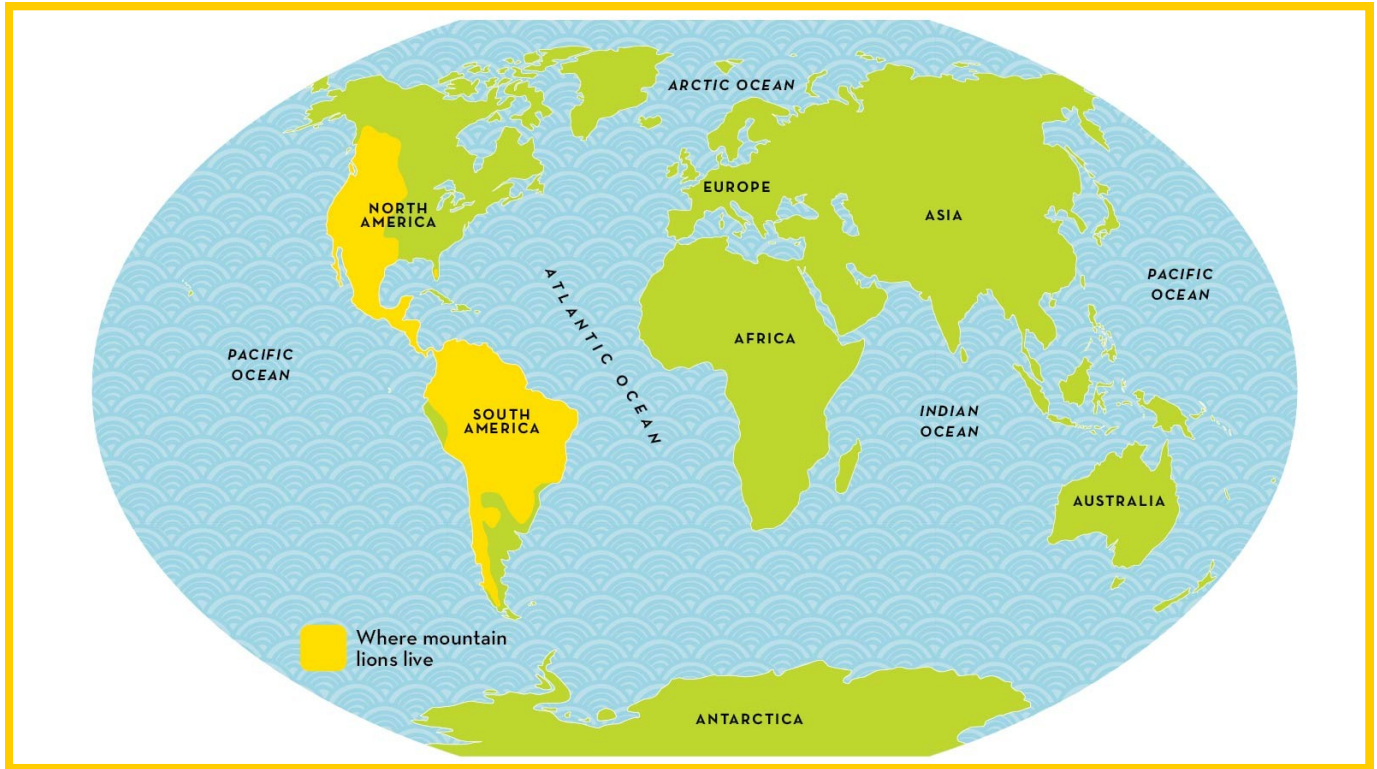 ARCTIC OCEAN
EUROPE
NORTH
AMERICA
ASIA
PACIFIC
OCEAN
ATLANTIC OCEAN
AFRICA
PACIFIC
OCEAN
SOUTH
AMERICA
INDIAN
OCEAN
AUSTRALIA
Where mountain
lions live
ANTARCTICA